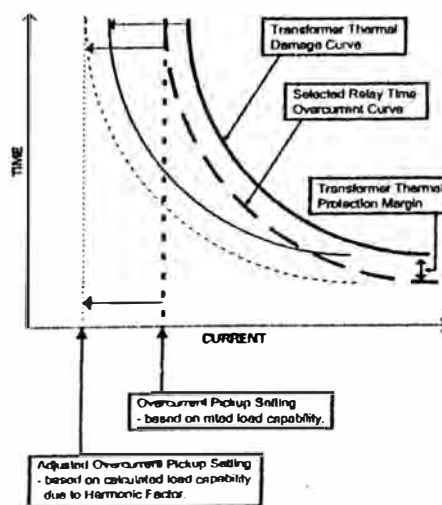 Transformer Thermal
Damage Curve
Selected Relay Time
Overcurrent Curve
Transformer Thermal
Protection Margin
TIME
CURRENT
Overcurrent Pickup Setting
- based on rated load capability.
Adjusted Overcurrent Pickup Setting
- based on calculated load capability
due to Harmonic Factor.